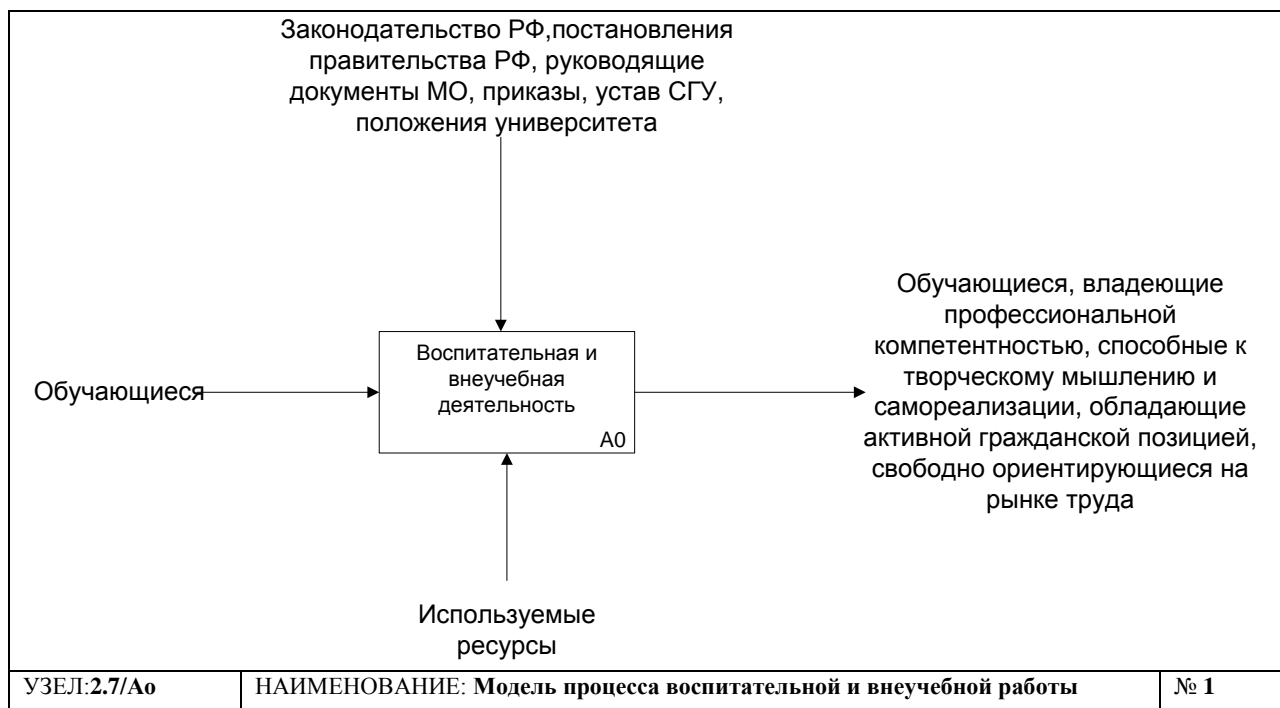 Законодательство РФ,постановления
правительства РФ, руководящие
документы МО, приказы, устав СГУ,
положения университета
Обучающиеся
Воспитательная и
внеучебная
деятельность
A0
Обучающиеся, владеющие
профессиональной
компетентностью, способные к
творческому мышлению и
самореализации, обладающие
активной гражданской позицией,
свободно ориентирующиеся на
рынке труда
Используемые
ресурсы
УЗЕЛ:2.7/Ао НАИМЕНОВАНИЕ: Модель процесса воспитательной и внеучебной работы № 1